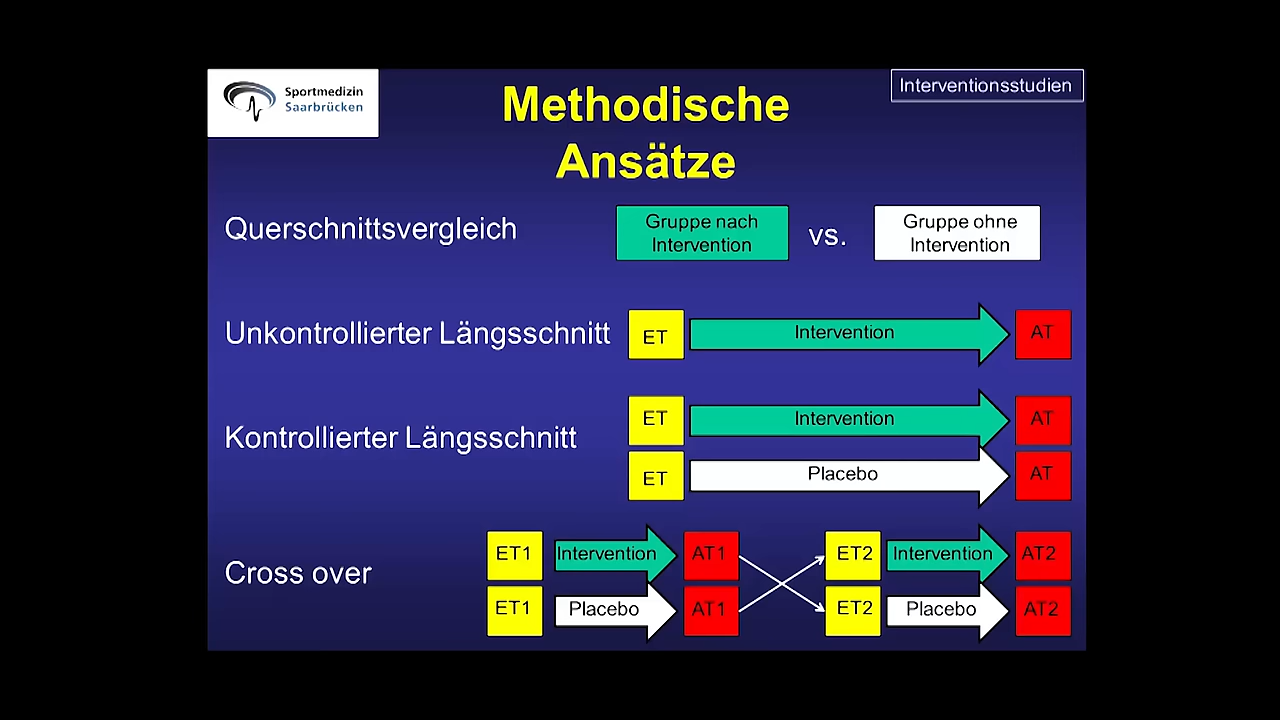 Sportmedizin
Saarbrücken
Interventionsstudien
Methodische
Ansätze
Querschnittsvergleich
Gruppe nach
Intervention
vs.
Gruppe ohne
Intervention
Unkontrollierter Längsschnitt
ET
Intervention
AT
Kontrollierter Längsschnitt
ET
Intervention
AT
ET
Placebo
AT
Cross over
ET1
Intervention
AT1
ET2
Intervention
AT2
ET1
Placebo
AT1
ET2
Placebo
AT2